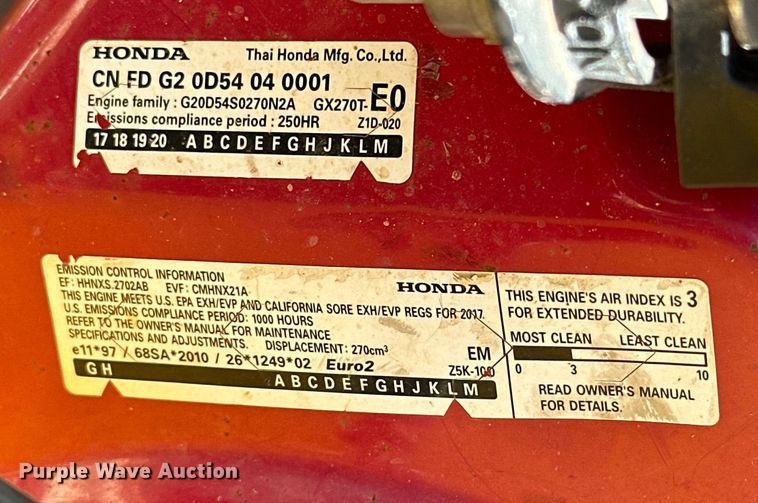 HONDA Thai Honda Mfg. Co.,Ltd.
CN FD G2 0D54 04 0001
Engine family : G20D54S0270N2A GX270T-E0
Emissions compliance period : 250HR Z1D-020
17 18 19 20 A B C D E F G H J K L M
EMISSION CONTROL INFORMATION
EF: HHNXS.2702AB EVF: CMHNX21A HONDA
THIS ENGINE MEETS U.S. EPA EXH/EVP AND CALIFORNIA SORE EXH/EVP REGS FOR 2017.
U.S. EMISSIONS COMPLIANCE PERIOD: 1000 HOURS
REFER TO THE OWNER'S MANUAL FOR MAINTENANCE
SPECIFICATIONS AND ADJUSTMENTS. DISPLACEMENT: 270cm³ EM
e11*97 / 68SA*2010 / 26*1249*02 Euro2 Z5K-100
G H A B C D E F G H J K L M
THIS ENGINE'S AIR INDEX IS 3
FOR EXTENDED DURABILITY.
MOST CLEAN LEAST CLEAN
0 3 10
READ OWNER'S MANUAL
FOR DETAILS.
Purple Wave Auction